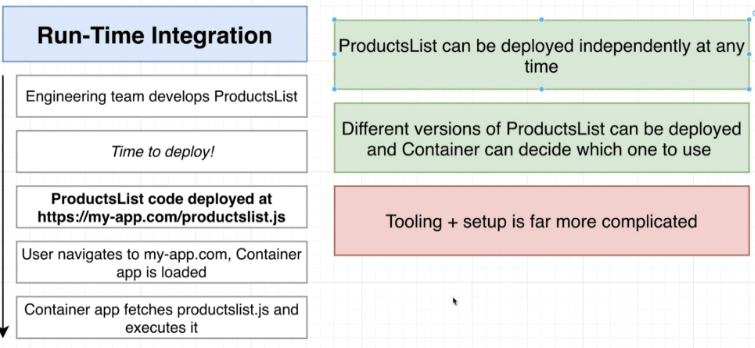 Run-Time Integration
Engineering team develops ProductsList
Time to deploy!
ProductsList code deployed at
https://my-app.com/productslist.js
User navigates to my-app.com, Container
app is loaded
Container app fetches productslist.js and
executes it
ProductsList can be deployed independently at any
time
Different versions of ProductsList can be deployed
and Container can decide which one to use
Tooling + setup is far more complicated